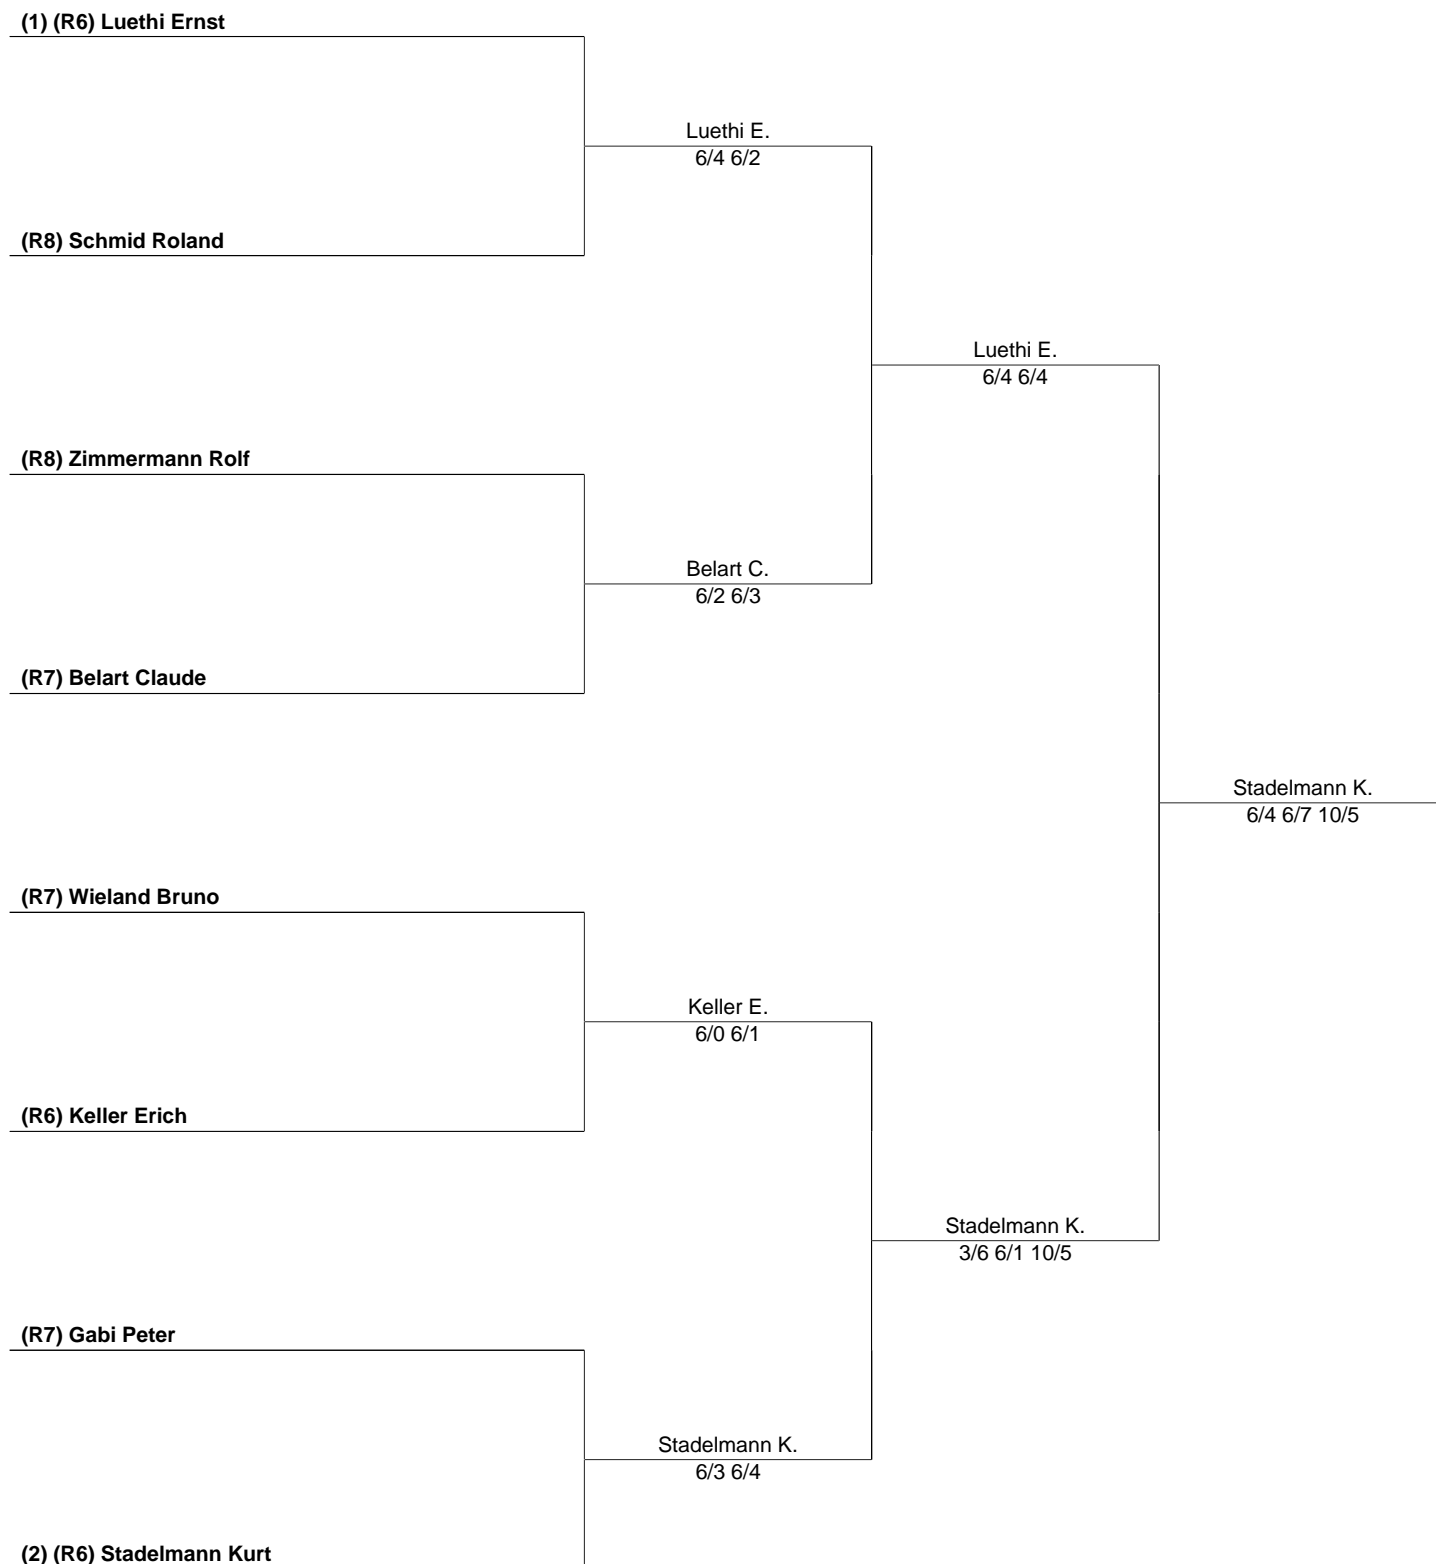 (1) (R6) Luethi Ernst
Luethi E.
6/4 6/2
(R8) Schmid Roland
Luethi E.
6/4 6/4
(R8) Zimmermann Rolf
Belart C.
6/2 6/3
(R7) Belart Claude
Stadelmann K.
6/4 6/7 10/5
(R7) Wieland Bruno
Keller E.
6/0 6/1
(R6) Keller Erich
Stadelmann K.
3/6 6/1 10/5
(R7) Gabi Peter
Stadelmann K.
6/3 6/4
(2) (R6) Stadelmann Kurt